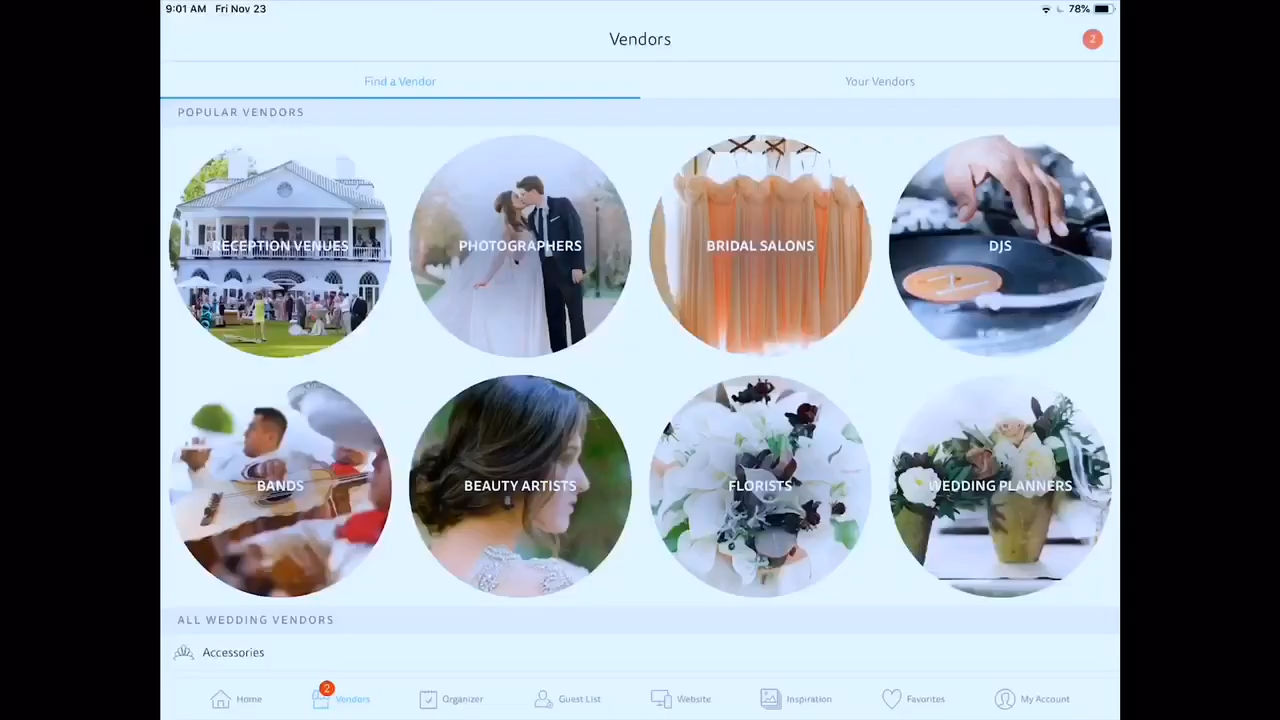 9:01 AM Fri Nov 23 78%
Vendors 2
Find a Vendor Your Vendors
POPULAR VENDORS
RECEPTION VENUES PHOTOGRAPHERS BRIDAL SALONS DJS
BANDS BEAUTY ARTISTS FLORISTS WEDDING PLANNERS
ALL WEDDING VENDORS
Accessories
2
Home Vendors Organizer Guest List Website Inspiration Favorites My Account